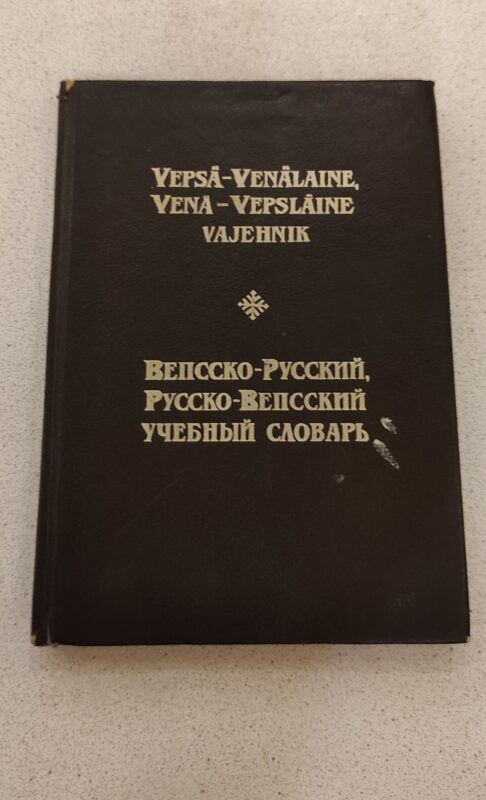 VEPSÄ-VENÄLAINE,
VENA-VEPSLÄINE
VAJEHNIK
ВЕПССКО-РУССКИЙ,
РУССКО-ВЕПССКИЙ
УЧЕБНЫЙ СЛОВАРЬ